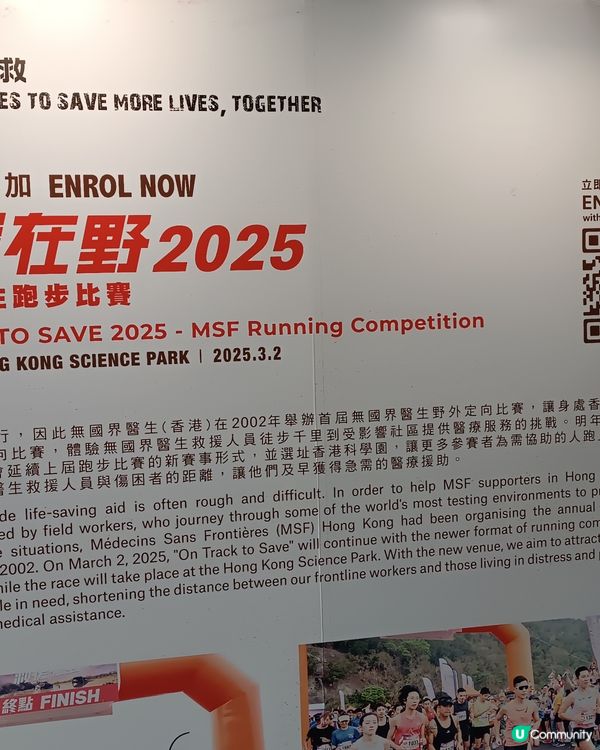 救
ES TO SAVE MORE LIVES, TOGETHER
加 ENROL NOW
在野2025
跑步比賽
TO SAVE 2025 - MSF Running Competition
G KONG SCIENCE PARK | 2025.3.2
立即
EN
with
行，因此無國界醫生(香港)在2002年舉辦首屆無國界醫生野外定向比賽，讓身處香
向比賽，體驗無國界醫生救援人員徒步千里到受影響社區提供醫療服務的挑戰。明年
會延續上屆跑步比賽的新賽事形式，並選址香港科學園，讓更多參賽者為需協助的人跑
醫生救援人員與傷困者的距離，讓他們及早獲得急需的醫療援助。
de life-saving aid is often rough and difficult. In order to help MSF supporters in Hong
ed by field workers, who journey through some of the world's most testing environments to p
e situations, Médecins Sans Frontières (MSF) Hong Kong had been organising the annual
2002. On March 2, 2025, "On Track to Save" will continue with the newer format of running com
hile the race will take place at the Hong Kong Science Park. With the new venue, we aim to attract
le in need, shortening the distance between our frontline workers and those living in distress and
medical assistance.
終點 FINISH
U Community